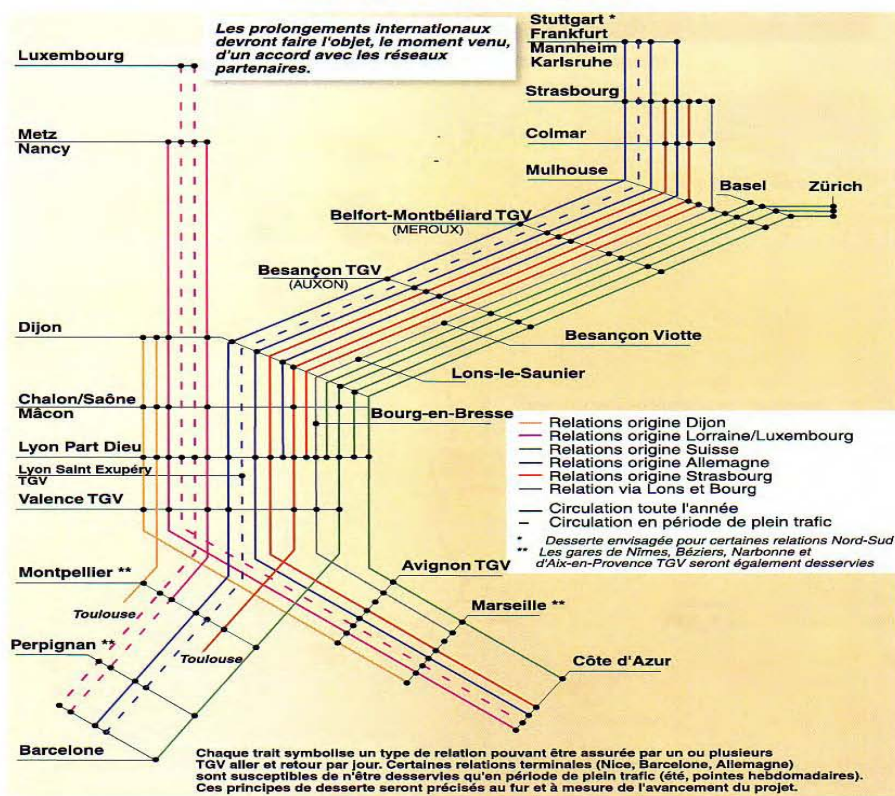 Les prolongements internationaux
devront faire l'objet, le moment venu,
d'un accord avec les réseaux
partenaires.
Stuttgart *
Frankfurt
Mannheim
Karlsruhe
Luxembourg
Strasbourg
Metz
Nancy
Colmar
Mulhouse
Basel
Zürich
Belfort-Montbéliard TGV
(MEROUX)
Besançon TGV
(AUXON)
Dijon
Besançon Viotte
Lons-le-Saunier
Chalon/Saône
Mâcon
Bourg-en-Bresse
Lyon Part Dieu
Lyon Saint Exupéry
TGV
Valence TGV
Relations origine Dijon
Relations origine Lorraine/Luxembourg
Relations origine Suisse
Relations origine Allemagne
Relations origine Strasbourg
Relation via Lons et Bourg
Circulation toute l'année
Circulation en période de plein trafic
* Desserte envisagée pour certaines relations Nord-Sud
** Les gares de Nîmes, Béziers, Narbonne et
d'Aix-en-Provence TGV seront également desservies
Montpellier **
Avignon TGV
Toulouse
Marseille **
Perpignan **
Toulouse
Côte d'Azur
Barcelone
Chaque trait symbolise un type de relation pouvant être assurée par un ou plusieurs
TGV aller et retour par jour. Certaines relations terminales (Nice, Barcelone, Allemagne)
sont susceptibles de n'être desservies qu'en période de plein trafic (été, pointes hebdomadaires).
Ces principes de desserte seront précisés au fur et à mesure de l'avancement du projet.